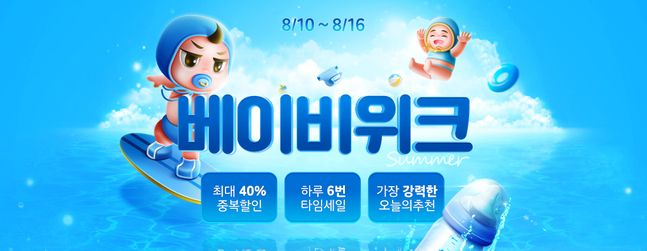 8/10 ~ 8/16
베이비위크
Summer
최대 40%
중복할인
하루 6번
타임세일
가장 강력한
오늘의추천